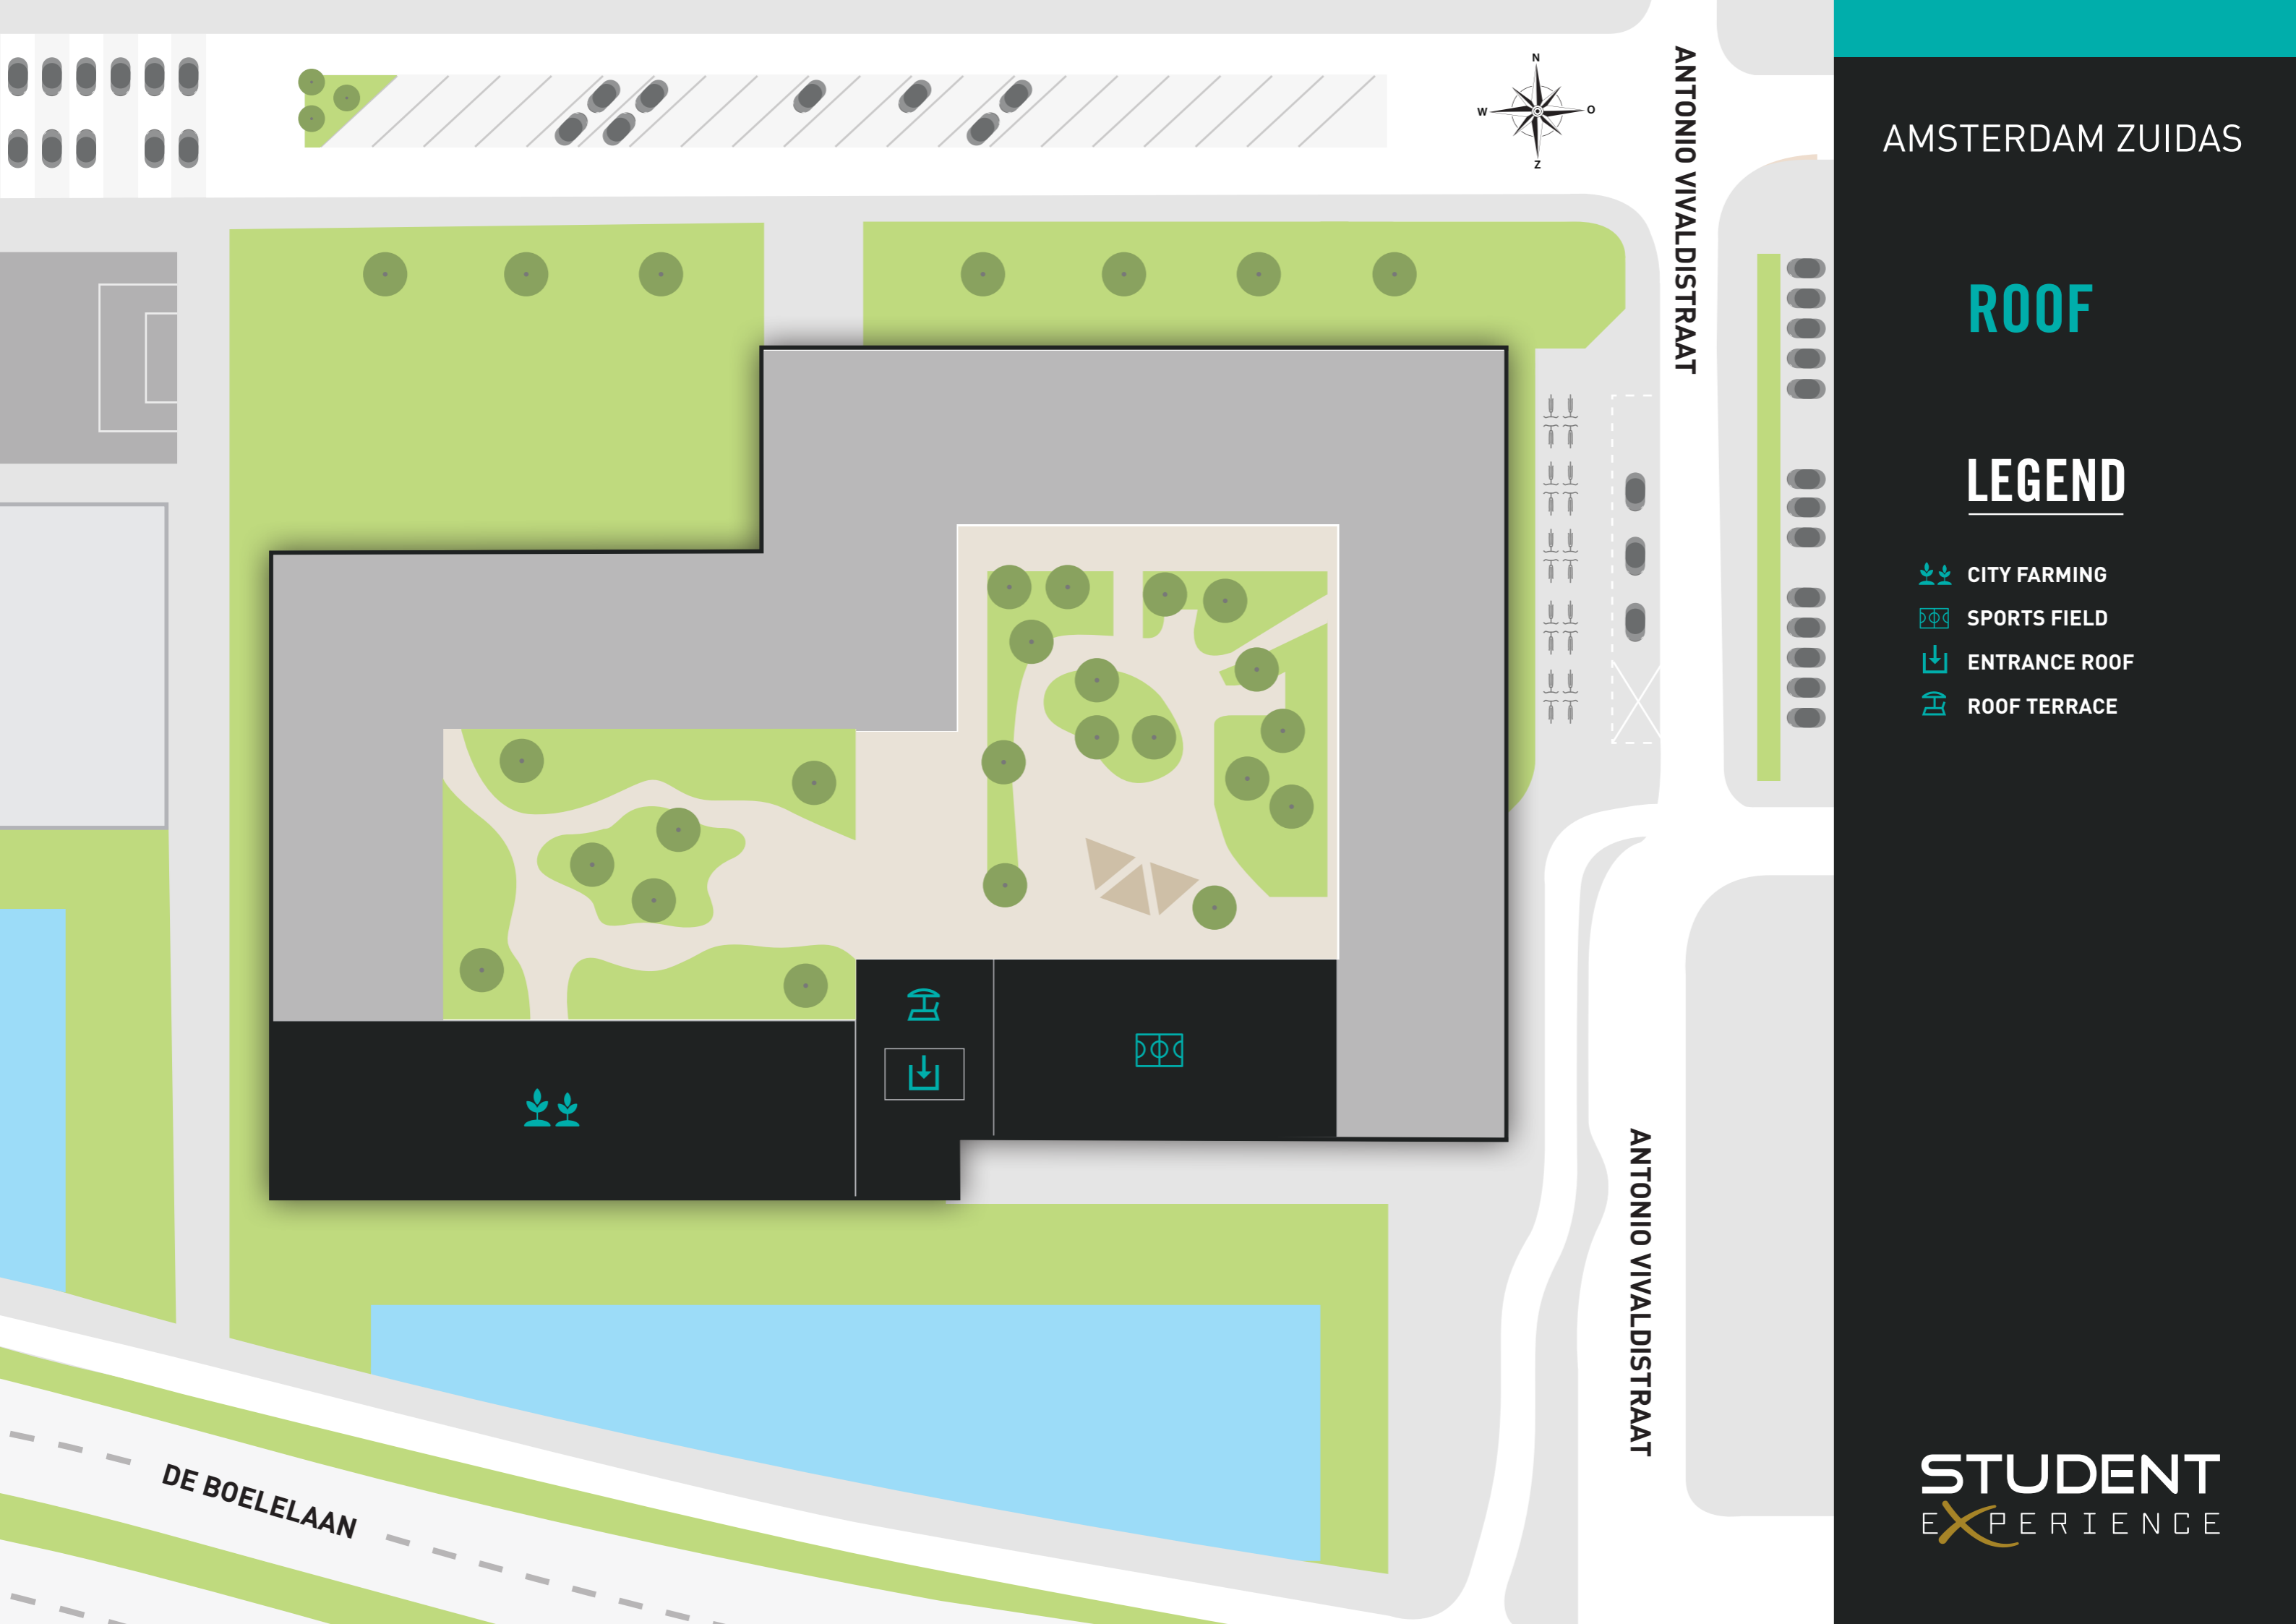 N
W
O
Z
ANTONIO VIVALDISTRAAT
ANTONIO VIVALDISTRAAT
DE BOELELAAN
AMSTERDAM ZUIDAS
ROOF
LEGEND
CITY FARMING
SPORTS FIELD
ENTRANCE ROOF
ROOF TERRACE
STUDENT
EXPERIENCE